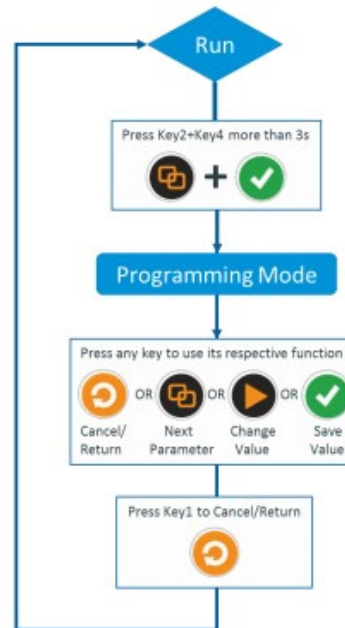 Run
Press Key2+Key4 more than 3s
+
Programming Mode
Press any key to use its respective function
OR OR OR
Cancel/ Next Change Save
Return Parameter Value Value
Press Key1 to Cancel/Return